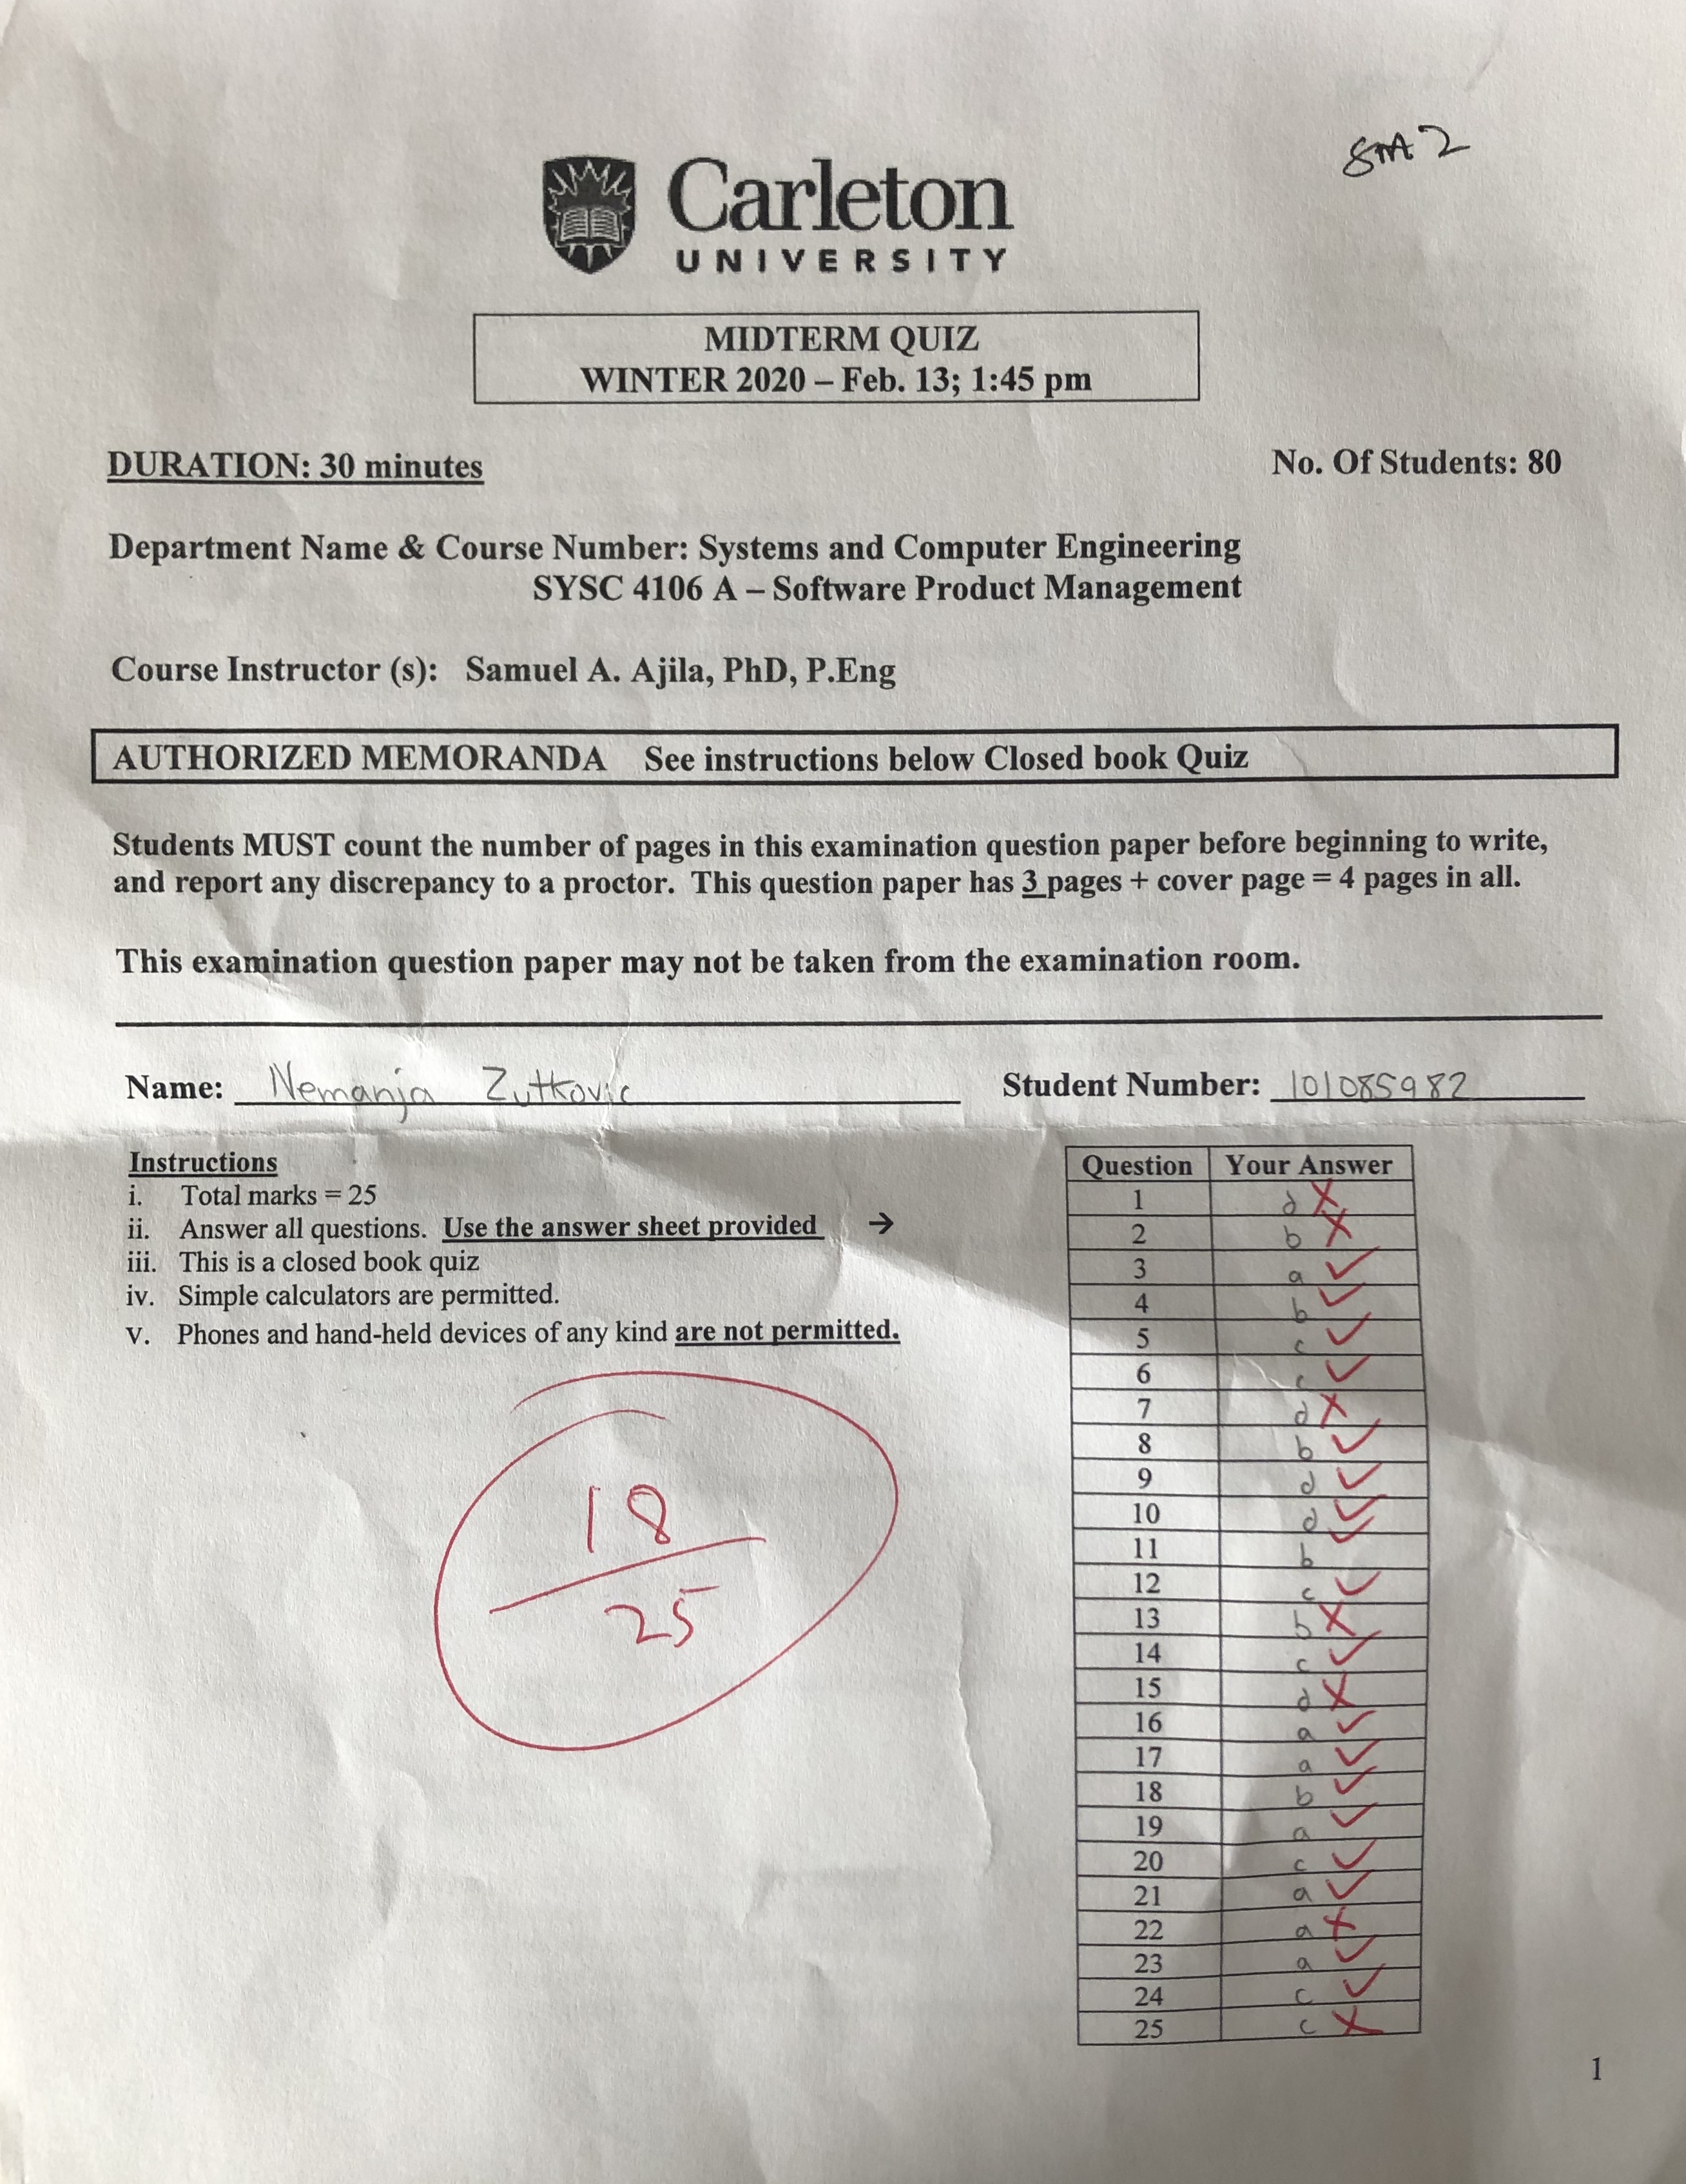 Carleton
UNIVERSITY
MIDTERM QUIZ
WINTER 2020 – Feb. 13; 1:45 pm
DURATION: 30 minutes No. Of Students: 80
Department Name & Course Number: Systems and Computer Engineering
SYSC 4106 A – Software Product Management
Course Instructor (s): Samuel A. Ajila, PhD, P.Eng
AUTHORIZED MEMORANDA See instructions below Closed book Quiz
Students MUST count the number of pages in this examination question paper before beginning to write,
and report any discrepancy to a proctor. This question paper has 3 pages + cover page = 4 pages in all.
This examination question paper may not be taken from the examination room.
Name: Nemanja Zutkovic Student Number: 101085982
Instructions
i. Total marks = 25
ii. Answer all questions. Use the answer sheet provided →
iii. This is a closed book quiz
iv. Simple calculators are permitted.
v. Phones and hand-held devices of any kind are not permitted.
18
25
Question Your Answer
1 d ✗
2 b ✗
3 a ✓
4 b ✓
5 c ✓
6 c ✓
7 d ✗
8 b ✓
9 d ✓
10 d ✓
11 b ✓
12 c ✓
13 b ✗
14 c ✓
15 d ✗
16 a ✓
17 a ✓
18 b ✓
19 a ✓
20 c ✓
21 a ✓
22 a ✗
23 a ✓
24 c ✓
25 c ✗
1